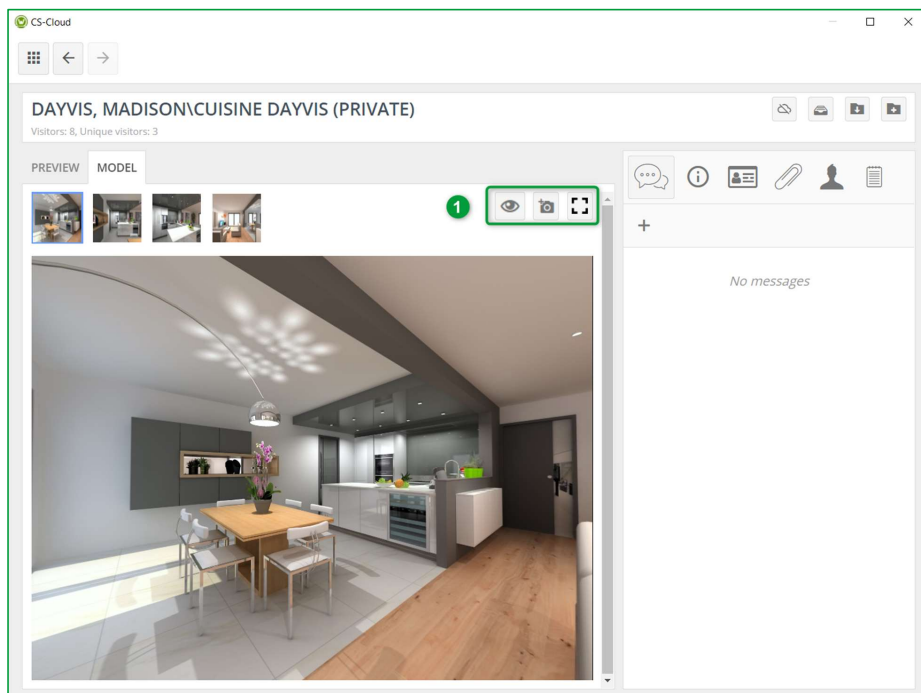 CS-Cloud
DAYVIS, MADISON\CUISINE DAYVIS (PRIVATE)
Visitors: 8, Unique visitors: 3
PREVIEW MODEL
1
No messages